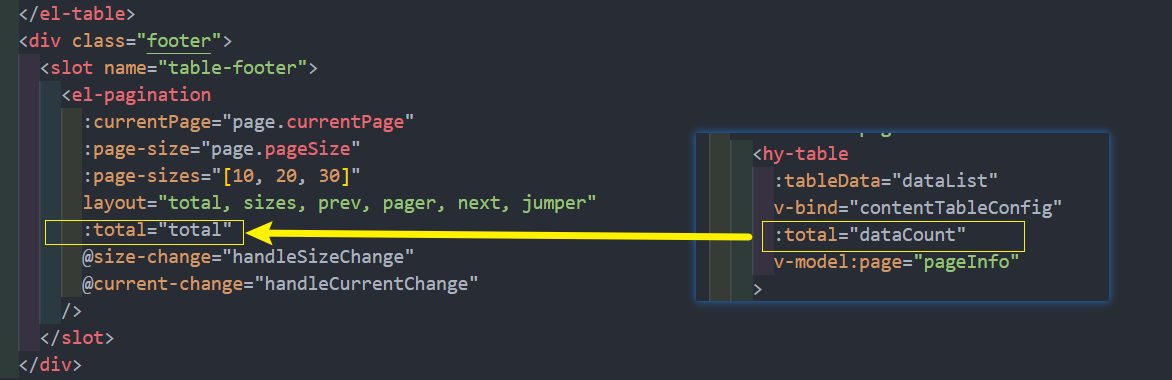 </el-table>
<div class="footer">
<slot name="table-footer">
<el-pagination
:currentPage="page.currentPage"
:page-size="page.pageSize"
:page-sizes="[10, 20, 30]"
layout="total, sizes, prev, pager, next, jumper"
:total="total"
@size-change="handleSizeChange"
@current-change="handleCurrentChange"
/>
</slot>
</div>
<hy-table
:tableData="dataList"
v-bind="contentTableConfig"
:total="dataCount"
v-model:page="pageInfo"
>